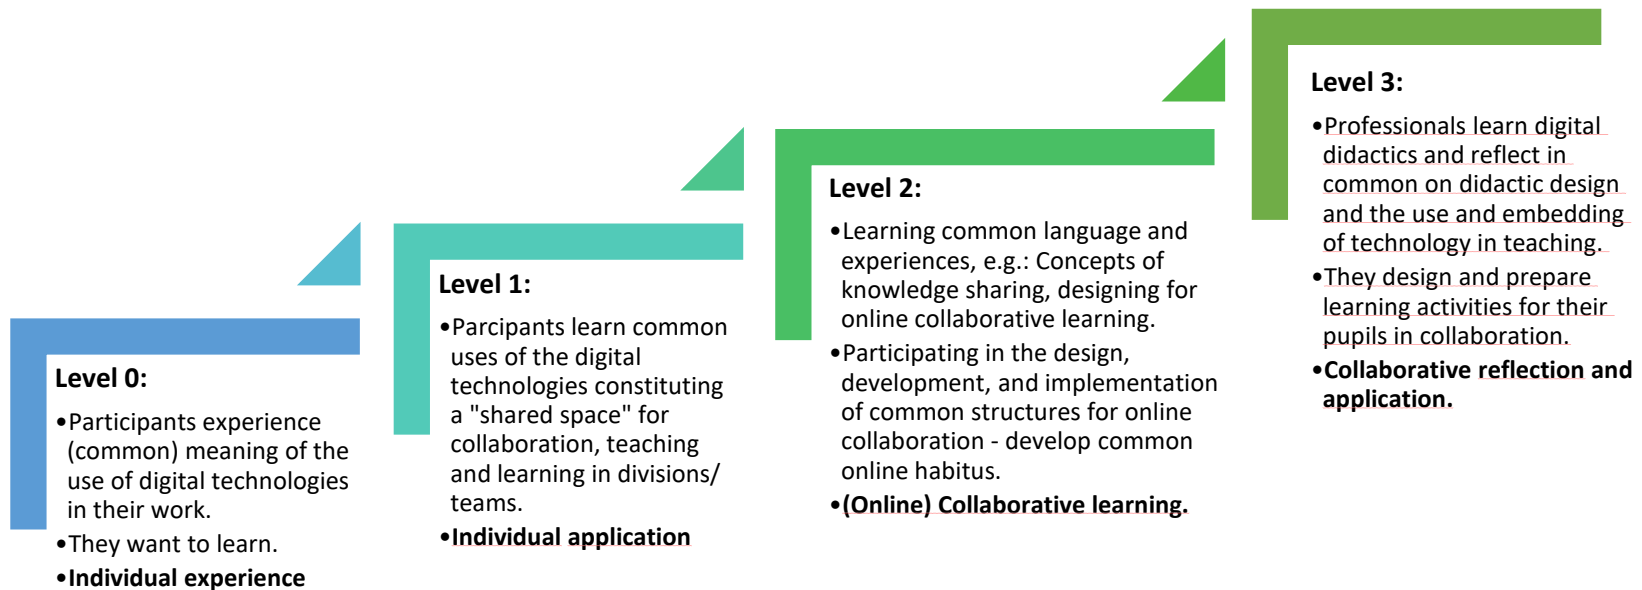 Level 0:
•Participants experience
(common) meaning of the
use of digital technologies
in their work.
•They want to learn.
•Individual experience
Level 1:
•Parcipants learn common
uses of the digital
technologies constituting
a "shared space" for
collaboration, teaching
and learning in divisions/
teams.
•Individual application
Level 2:
•Learning common language and
experiences, e.g.: Concepts of
knowledge sharing, designing for
online collaborative learning.
•Participating in the design,
development, and implementation
of common structures for online
collaboration - develop common
online habitus.
•(Online) Collaborative learning.
Level 3:
•Professionals learn digital
didactics and reflect in
common on didactic design
and the use and embedding
of technology in teaching.
•They design and prepare
learning activities for their
pupils in collaboration.
•Collaborative reflection and
application.